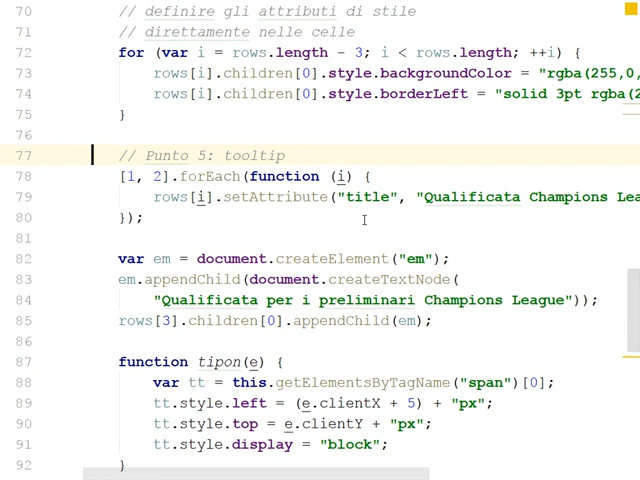 70 // definire gli attributi di stile
71 // direttamente nelle celle
72 for (var i = rows.length - 3; i < rows.length; ++i) {
73 rows[i].children[0].style.backgroundColor = "rgba(255,0,
74 rows[i].children[0].style.borderLeft = "solid 3pt rgba(2
75 }
76
77 // Punto 5: tooltip
78 [1, 2].forEach(function (i) {
79 rows[i].setAttribute("title", "Qualificata Champions Lea
80 });
81
82 var em = document.createElement("em");
83 em.appendChild(document.createTextNode(
84 "Qualificata per i preliminari Champions League"));
85 rows[3].children[0].appendChild(em);
86
87 function tipon(e) {
88 var tt = this.getElementsByTagName("span")[0];
89 tt.style.left = (e.clientX + 5) + "px";
90 tt.style.top = e.clientY + "px";
91 tt.style.display = "block";
92 }